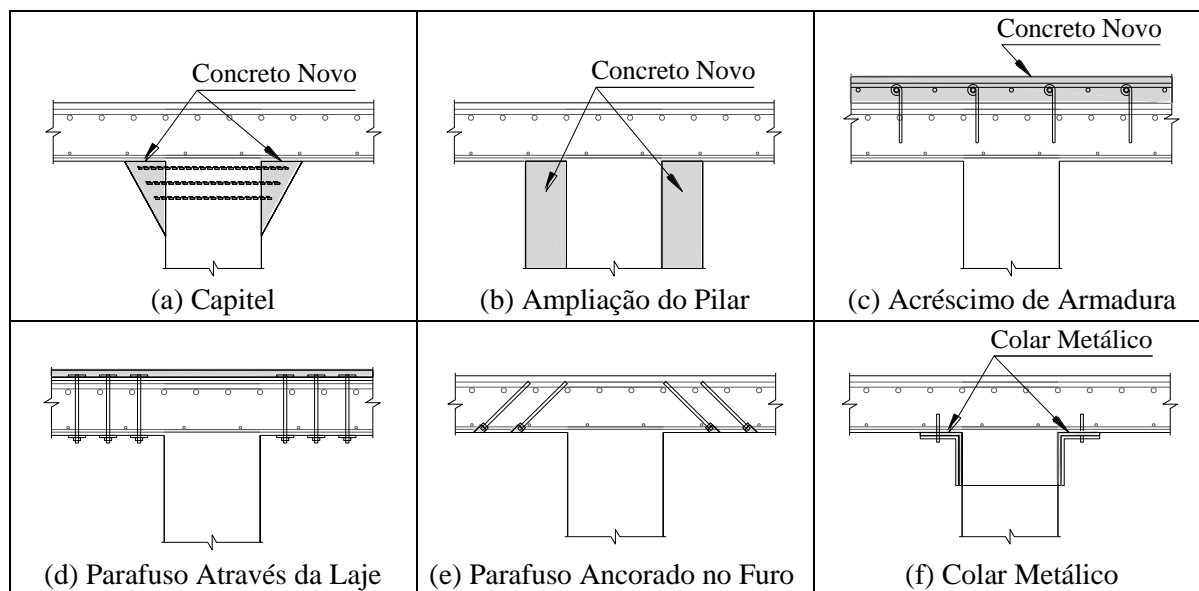 Concreto Novo
(a) Capitel
Concreto Novo
(b) Ampliação do Pilar
Concreto Novo
(c) Acréscimo de Armadura
(d) Parafuso Através da Laje
(e) Parafuso Ancorado no Furo
Colar Metálico
(f) Colar Metálico